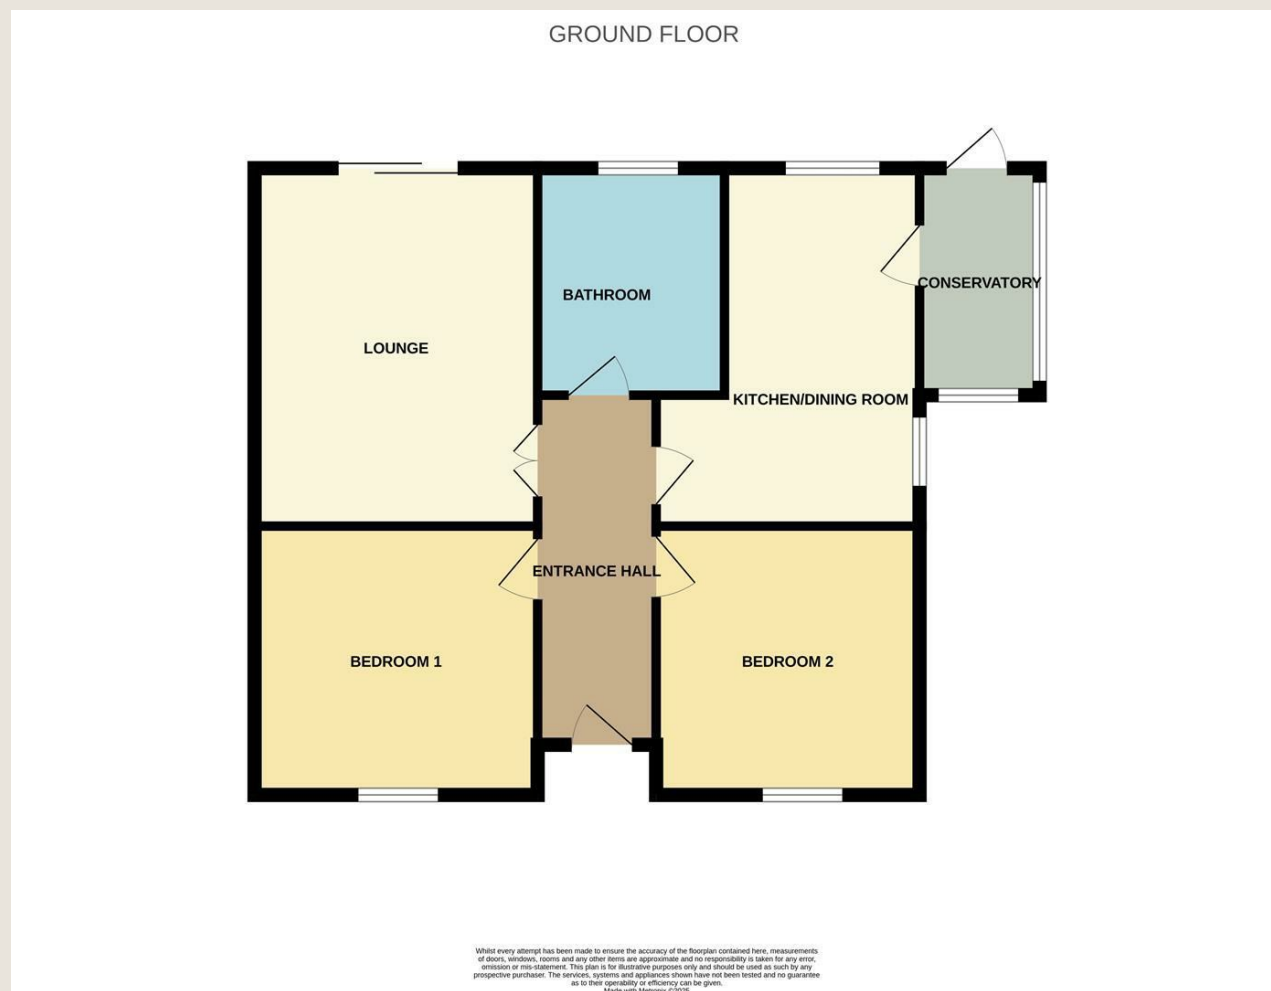 GROUND FLOOR
BATHROOM
CONSERVATORY
LOUNGE
KITCHEN/DINING ROOM
ENTRANCE HALL
BEDROOM 1
BEDROOM 2
Whilst every attempt has been made to ensure the accuracy of the floorplan contained here, measurements
of doors, windows, rooms and any other items are approximate and no responsibility is taken for any error,
omission or mis-statement. This plan is for illustrative purposes only and should be used as such by any
prospective purchaser. The services, systems and appliances shown have not been tested and no guarantee
as to their operability or efficiency can be given.
Made with Metropix ©2025